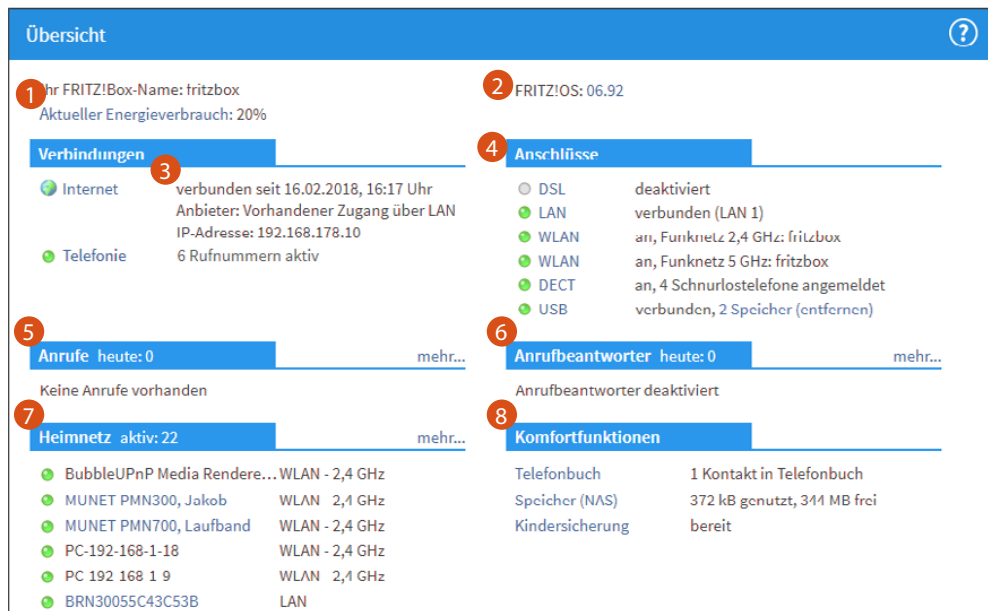 Übersicht
?
1 Ihr FRITZ!Box-Name: fritzbox
Aktueller Energieverbrauch: 20%
2 FRITZ!OS: 06.92
Verbindungen
3
Internet verbunden seit 16.02.2018, 16:17 Uhr
Anbieter: Vorhandener Zugang über LAN
IP-Adresse: 192.168.178.10
Telefonie 6 Rufnummern aktiv
4 Anschlüsse
DSL deaktiviert
LAN verbunden (LAN 1)
WLAN an, Funknetz 2,4 GHz: fritzbox
WLAN an, Funknetz 5 GHz: fritzbox
DECT an, 4 Schnurlostelefone angemeldet
USB verbunden, 2 Speicher (entfernen)
5
Anrufe heute: 0 mehr...
Keine Anrufe vorhanden
6
Anrufbeantworter heute: 0 mehr...
Anrufbeantworter deaktiviert
7
Heimnetz aktiv: 22 mehr...
BubbleUPnP Media Rendere... WLAN - 2,4 GHz
MUNET PMN300, Jakob WLAN 2,4 GHz
MUNET PMN700, Laufband WLAN - 2,4 GHz
PC-192-168-1-18 WLAN - 2,4 GHz
PC 192 168 1 9 WLAN 2,4 GHz
BRN30055C43C53B LAN
8
Komfortfunktionen
Telefonbuch 1 Kontakt in Telefonbuch
Speicher (NAS) 372 kB genutzt, 344 MB frei
Kindersicherung bereit